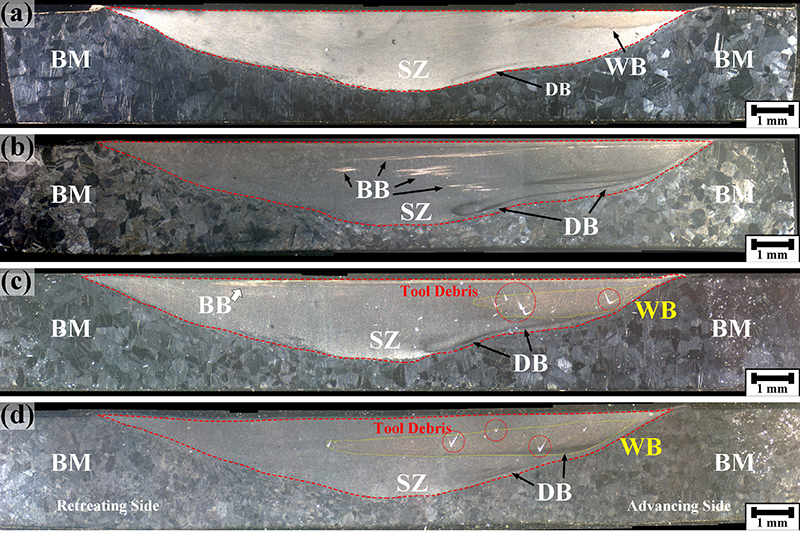 (a)
BM
SZ
DB
WB
BM
1 mm
(b)
BM
BB
SZ
DB
BM
1 mm
(c)
BM
BB
Tool Debris
SZ
DB
WB
BM
1 mm
(d)
BM
Tool Debris
SZ
DB
WB
BM
Retreating Side
Advancing Side
1 mm